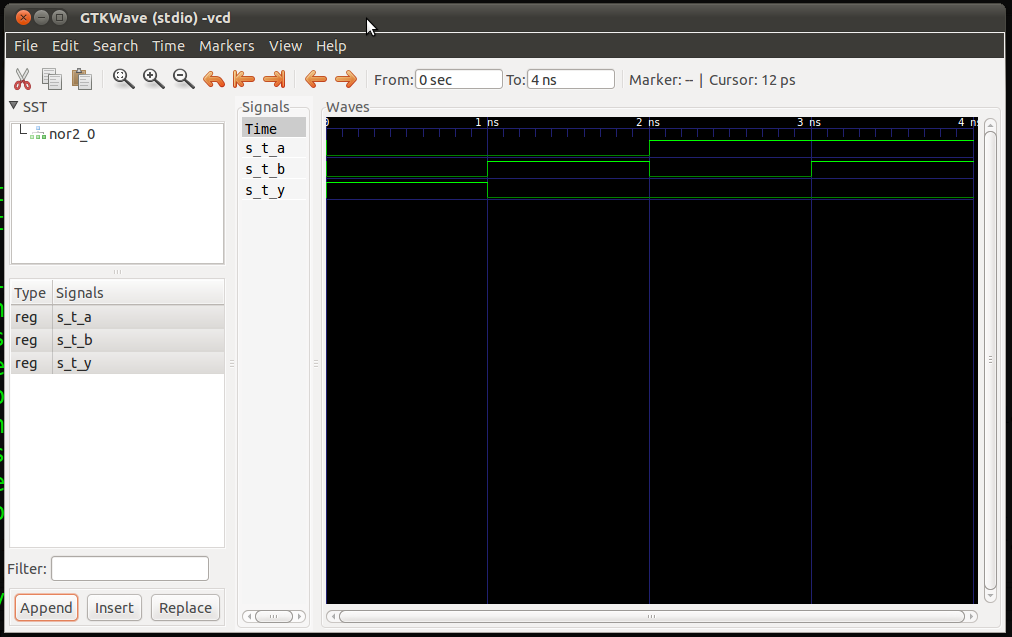 GTKWave (stdio) -vcd
File Edit Search Time Markers View Help
From: 0 sec To: 4 ns Marker: -- | Cursor: 12 ps
SST
nor2_0
Type Signals
reg s_t_a
reg s_t_b
reg s_t_y
Filter:
Append Insert Replace
Signals
Time
s_t_a
s_t_b
s_t_y
Waves
0 1 ns 2 ns 3 ns 4 ns